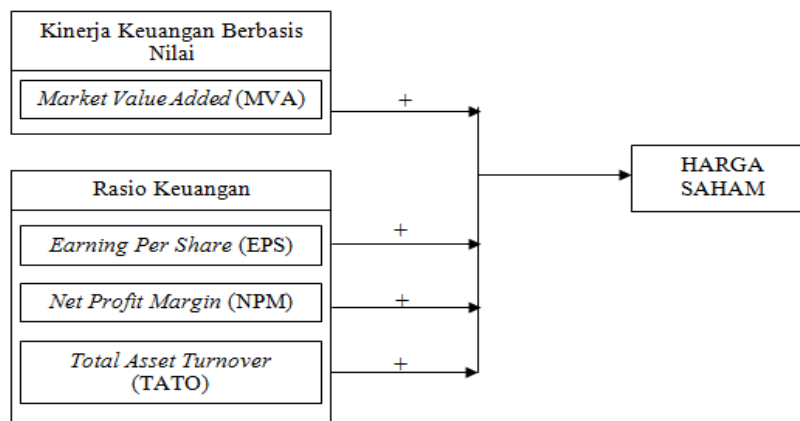 Kinerja Keuangan Berbasis
Nilai
Market Value Added (MVA)
+
Rasio Keuangan
Earning Per Share (EPS)
+
Net Profit Margin (NPM)
+
Total Asset Turnover
(TATO)
+
HARGA
SAHAM